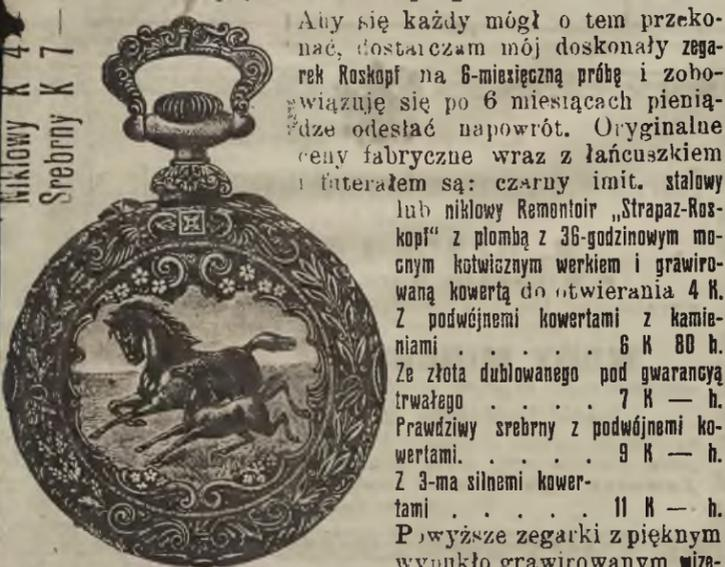 Niklowy K 4
Srebrny K 7 —
Aby się każdy mógł o tem przeko-
nać, dostarczam mój doskonały zega-
rek Roskopf na 6-miesięczną próbę i zobo-
wiązuję się po 6 miesiącach pienią-
dze odesłać napowrót. Oryginalne
ceny fabryczne wraz z łańcuszkiem
i futerałem są: czarny imit. stalowy
lub niklowy Remontoir „Strapaz-Ros-
kopf“ z plombą z 36-godzinowym mo-
cnym kotwicznym werkiem i grawiro-
waną kowertą do otwierania 4 K.
Z podwójnemi kowertami z kamie-
niami . . . . . 6 K 80 h.
Ze złota dublowanego pod gwarancyą
trwałego . . . . 7 K — h.
Prawdziwy srebrny z podwójnemi ko-
wertami. . . . . 9 K — h.
Z 3-ma silnemi kower-
tami . . . . . 11 K — h.
Powyższe zegarki z pięknym
wypukło grawirowanym wize-